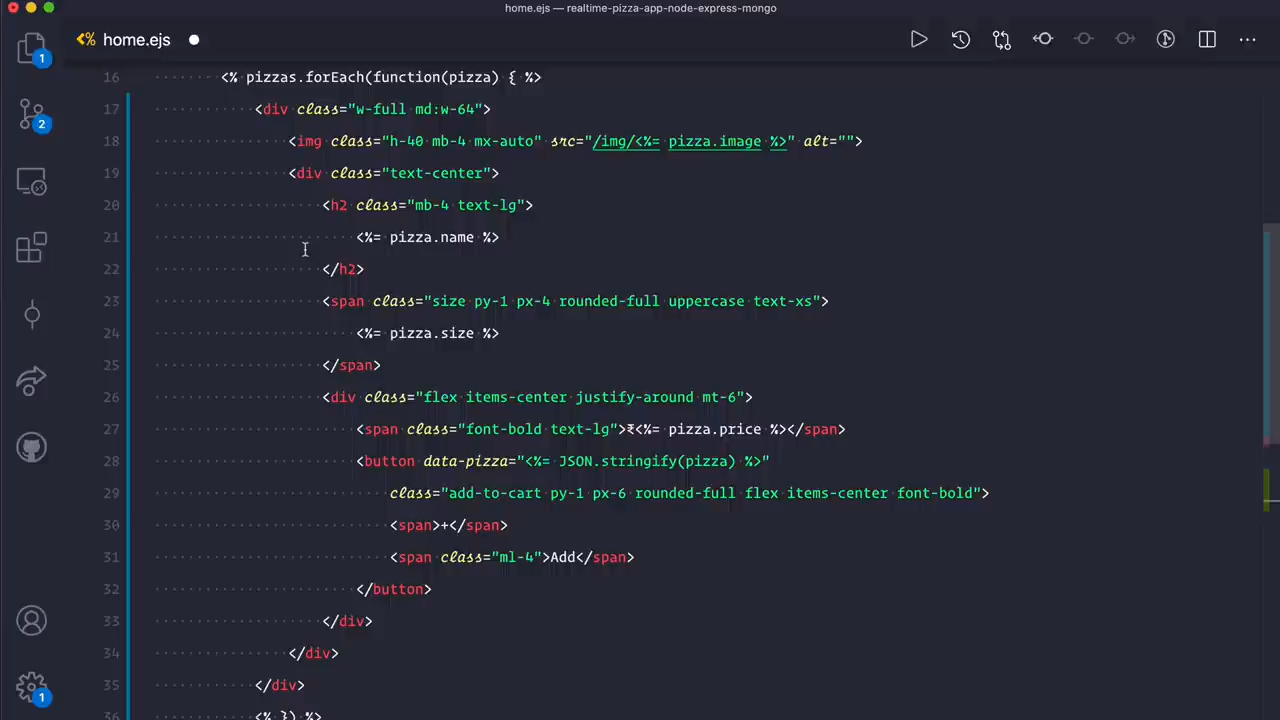 home.ejs — realtime-pizza-app-node-express-mongo
<% home.ejs
1
2
1
16 <% pizzas.forEach(function(pizza) { %>
17 <div class="w-full md:w-64">
18 <img class="h-40 mb-4 mx-auto" src="/img/<%= pizza.image %>" alt="">
19 <div class="text-center">
20 <h2 class="mb-4 text-lg">
21 <%= pizza.name %>
22 </h2>
23 <span class="size py-1 px-4 rounded-full uppercase text-xs">
24 <%= pizza.size %>
25 </span>
26 <div class="flex items-center justify-around mt-6">
27 <span class="font-bold text-lg">₹<%= pizza.price %></span>
28 <button data-pizza="<%= JSON.stringify(pizza) %>"
29 class="add-to-cart py-1 px-6 rounded-full flex items-center font-bold">
30 <span>+</span>
31 <span class="ml-4">Add</span>
32 </button>
33 </div>
34 </div>
35 </div>
36 <% }) %>